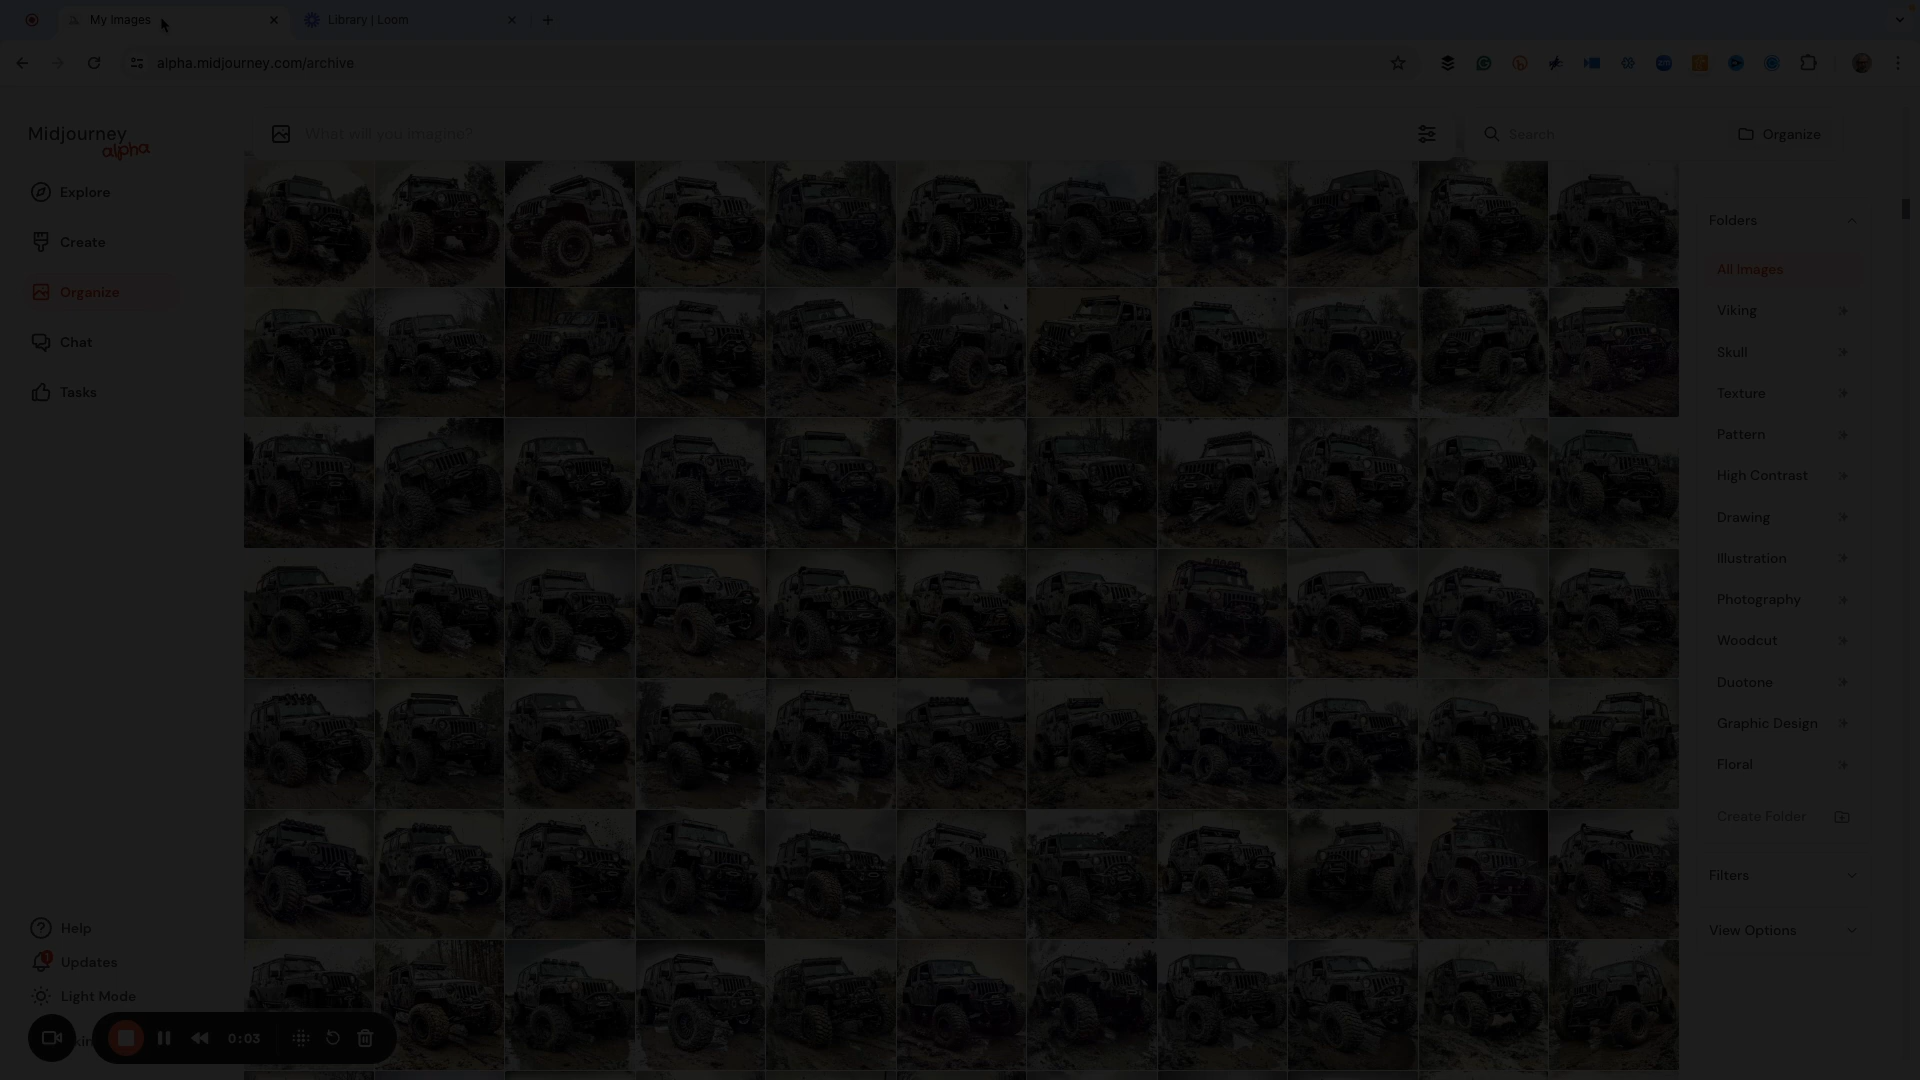 My Images
Library | Loom
alpha.midjourney.com/archive
Midjourney
alpha
What will you imagine?
Search
Organize
Explore
Create
Organize
Chat
Tasks
Folders
All Images
Viking
Skull
Texture
Pattern
High Contrast
Drawing
Illustration
Photography
Woodcut
Duotone
Graphic Design
Floral
Create Folder
Filters
View Options
Help
Updates
Light Mode
0:03